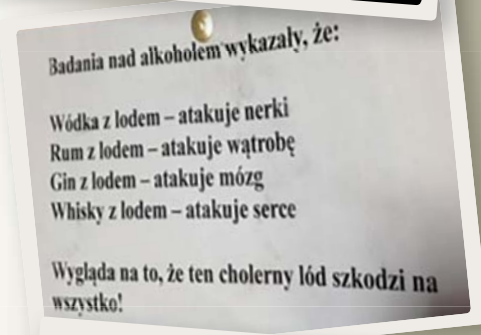 Badania nad alkoholem wykazały, że:
Wódka z lodem – atakuje nerki
Rum z lodem – atakuje wątrobę
Gin z lodem – atakuje mózg
Whisky z lodem – atakuje serce
Wygląda na to, że ten cholerny lód szkodzi na
wszystko!